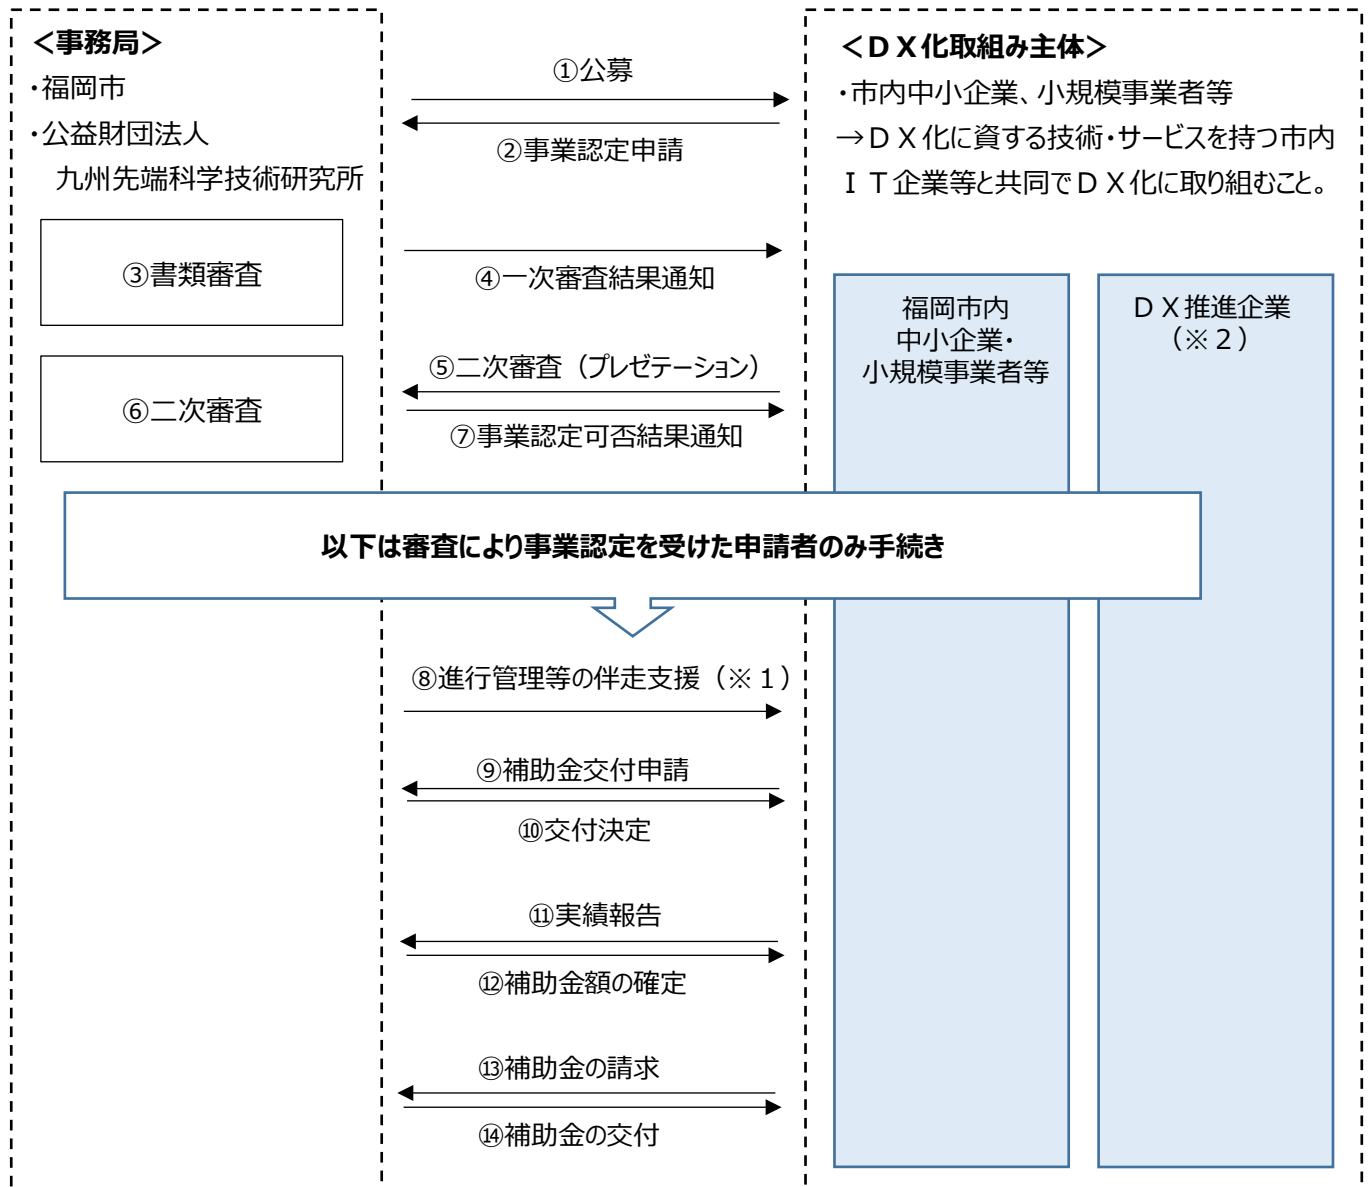 ＜事務局＞
・福岡市
・公益財団法人
九州先端科学技術研究所
①公募
②事業認定申請
＜ＤＸ化取組み主体＞
・市内中小企業、小規模事業者等
→ＤＸ化に資する技術・サービスを持つ市内
ＩＴ企業等と共同でＤＸ化に取り組むこと。
③書類審査
④一次審査結果通知
⑤二次審査（プレゼテーション）
⑥二次審査
⑦事業認定可否結果通知
福岡市内
中小企業・
小規模事業者等
ＤＸ推進企業
（※２）
以下は審査により事業認定を受けた申請者のみ手続き
⑧進行管理等の伴走支援（※１）
⑨補助金交付申請
⑩交付決定
⑪実績報告
⑫補助金額の確定
⑬補助金の請求
⑭補助金の交付